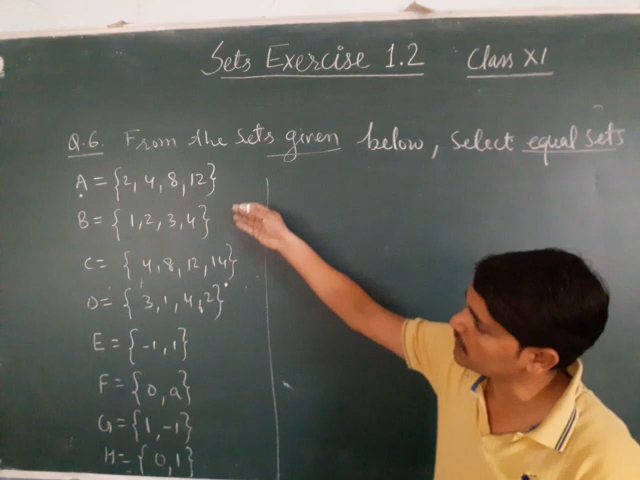 Sets Exercise 1.2 Class XI
Q.6. From the sets given below, select equal sets
A = {2, 4, 8, 12}
B = {1, 2, 3, 4}
C = {4, 8, 12, 14}
D = {3, 1, 4, 2}
E = {-1, 1}
F = {0, a}
G = {1, -1}
H = {0, 1}